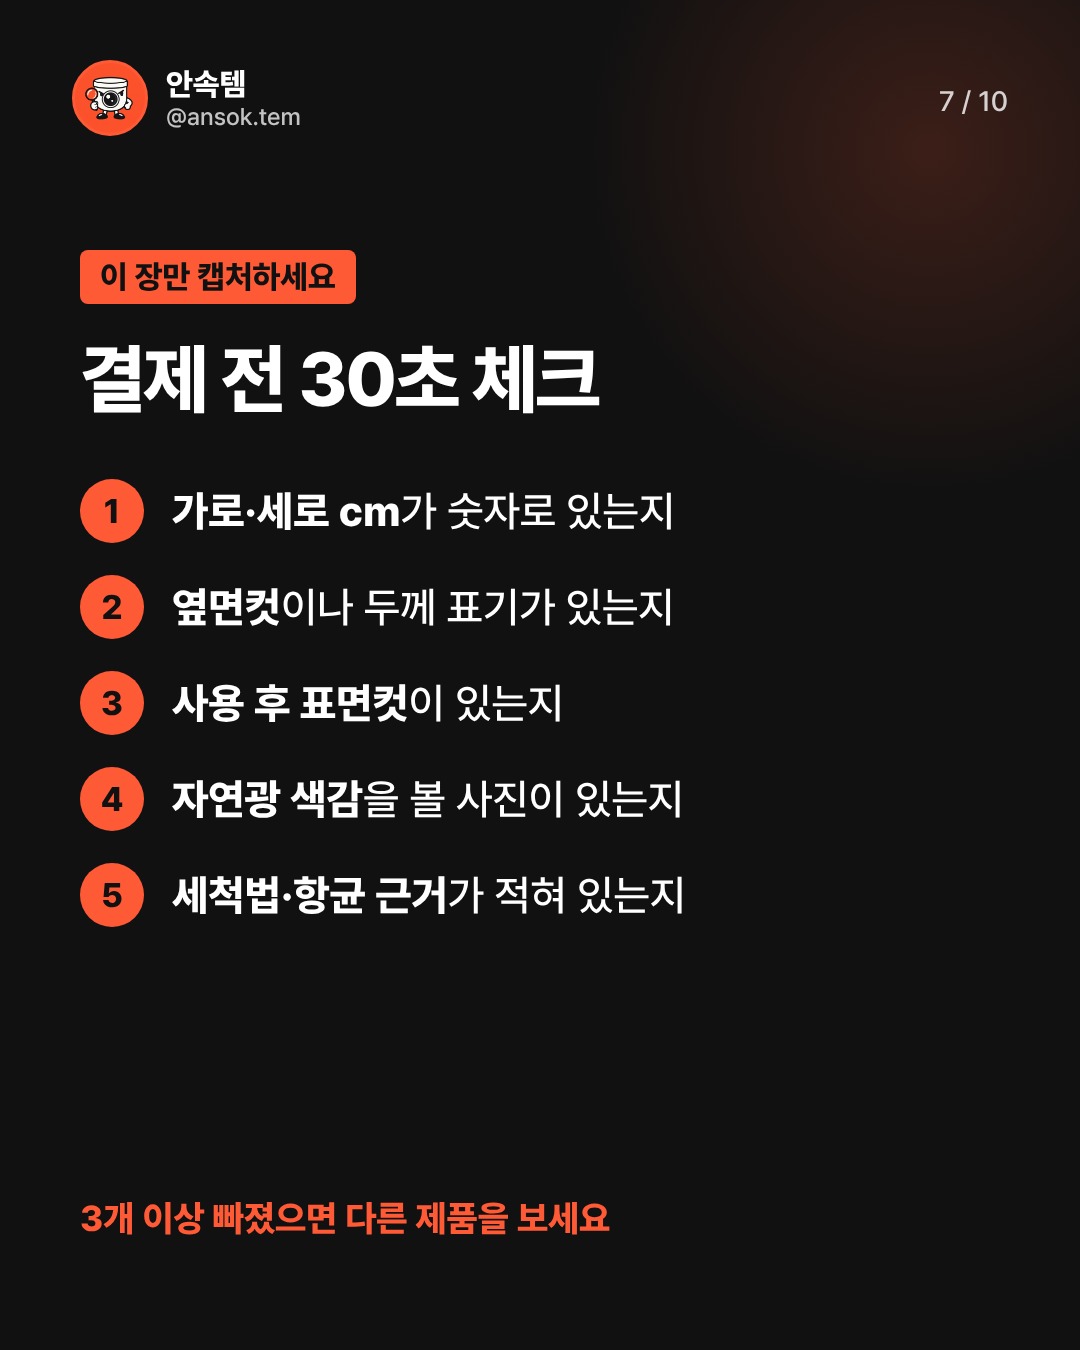 안속템
@ansok.tem
7 / 10
이 장만 캡처하세요
결제 전 30초 체크
1 가로·세로 cm가 숫자로 있는지
2 옆면컷이나 두께 표기가 있는지
3 사용 후 표면컷이 있는지
4 자연광 색감을 볼 사진이 있는지
5 세척법·항균 근거가 적혀 있는지
3개 이상 빠졌으면 다른 제품을 보세요